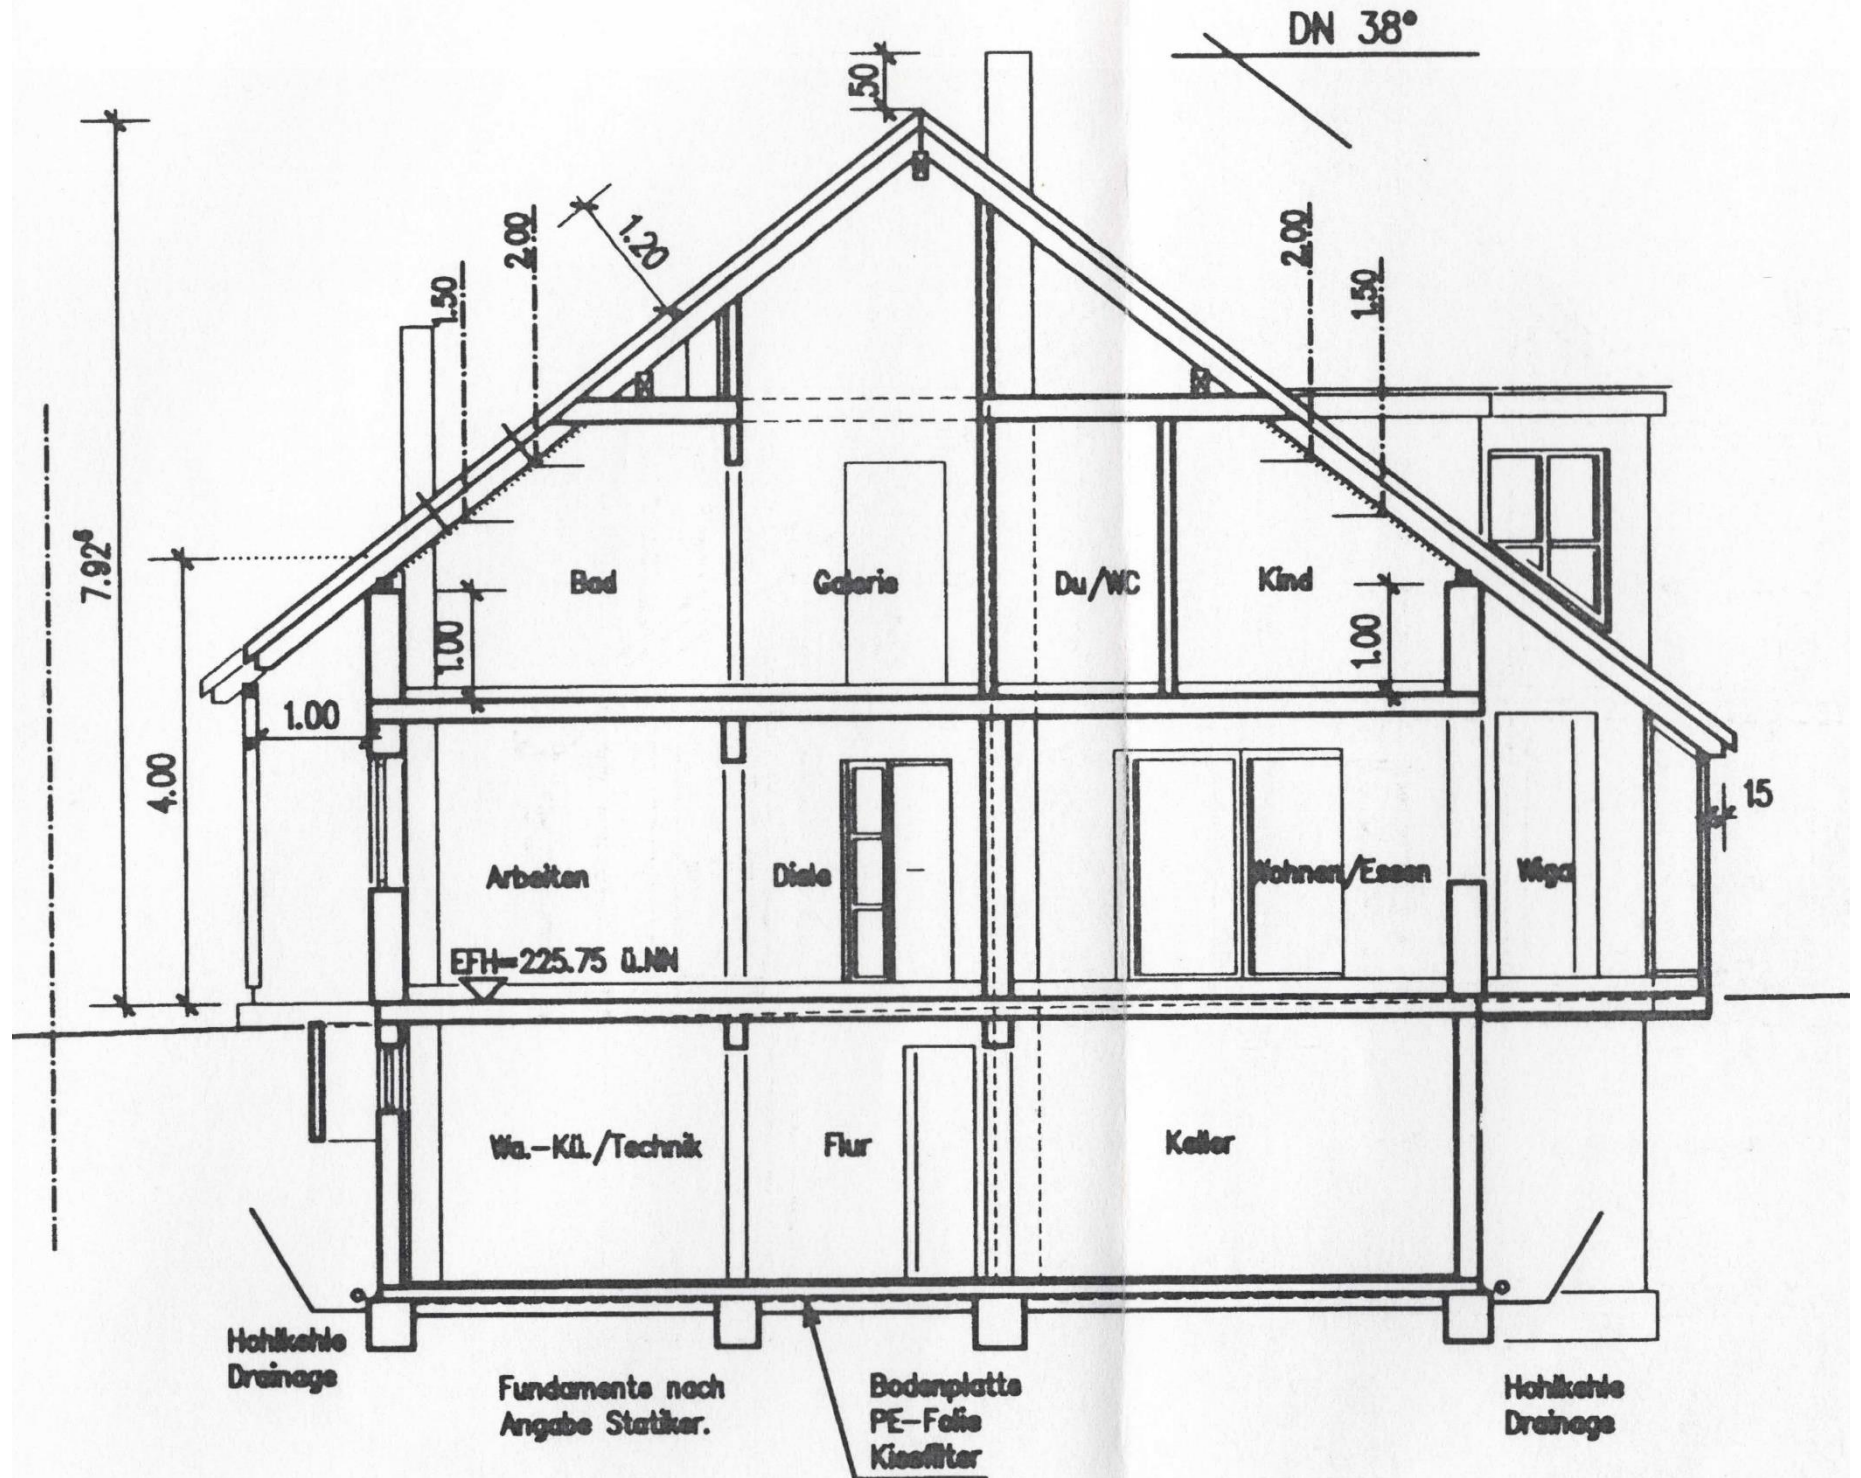 DN 38°
.50
2.00
1.20
2.00
1.50
1.50
7.92⁶
Bad
Galerie
Du/WC
Kind
1.00
1.00
1.00
4.00
15
Arbeiten
Diele
Wohnen/Essen
Wiga
EFH=225.75 ü.NN
Wa.-Kü./Technik
Flur
Keller
Hohlkehle
Drainage
Fundamente nach
Angabe Statiker.
Bodenplatte
PE-Folie
Kiesfilter
Hohlkehle
Drainage